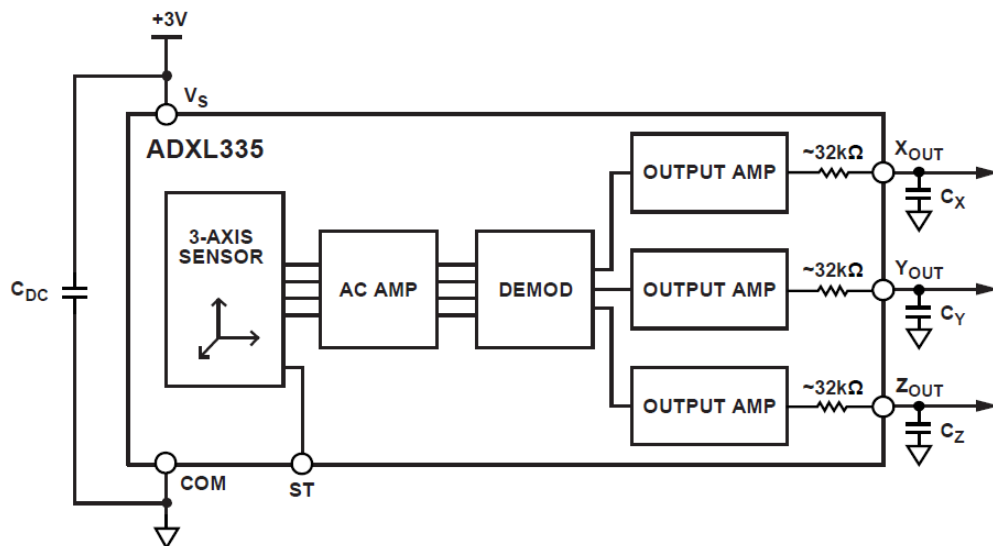 +3V
VS
ADXL335
3-AXIS
SENSOR
AC AMP
DEMOD
OUTPUT AMP
~32kΩ
XOUT
CX
OUTPUT AMP
~32kΩ
YOUT
CY
OUTPUT AMP
~32kΩ
ZOUT
CZ
CDC
COM
ST